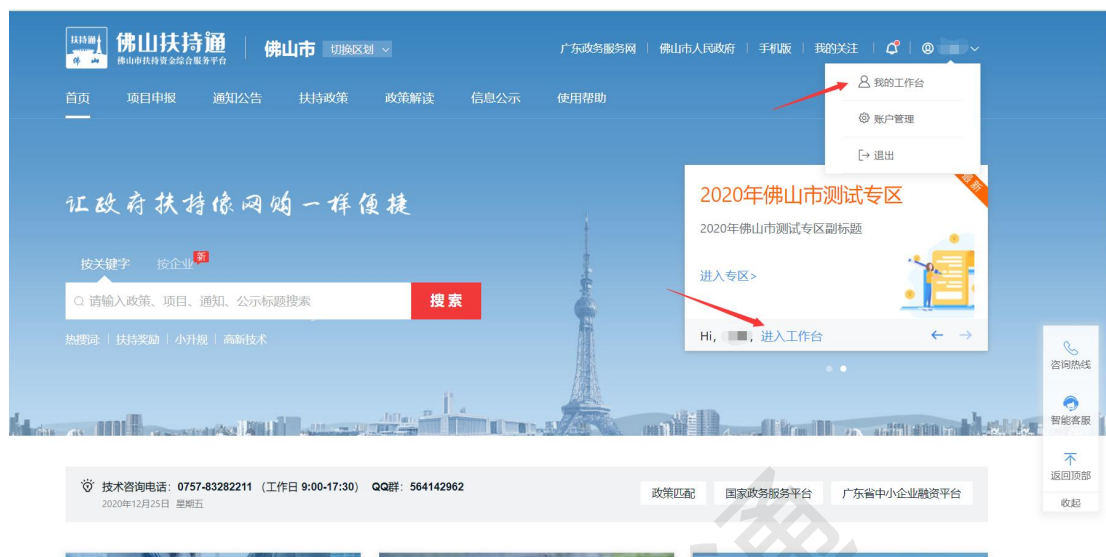 扶持通
佛山
佛山扶持通
佛山市扶持资金综合服务平台
佛山市 切换区划
广东政务服务网 | 佛山市人民政府 | 手机版 | 我的关注
首页 项目申报 通知公告 扶持政策 政策解读 信息公示 使用帮助
我的工作台
账户管理
退出
让政府扶持像网购一样便捷
按关键字 按企业 新
请输入政策、项目、通知、公示标题搜索 搜索
热搜词 | 扶持奖励 | 小升规 | 高新技术
最新
2020年佛山市测试专区
2020年佛山市测试专区副标题
进入专区>
Hi, , 进入工作台
咨询热线
智能客服
返回顶部
收起
技术咨询电话：0757-83282211 （工作日 9:00-17:30） QQ群：564142962
2020年12月25日 星期五
政策匹配 国家政务服务平台 广东省中小企业融资平台